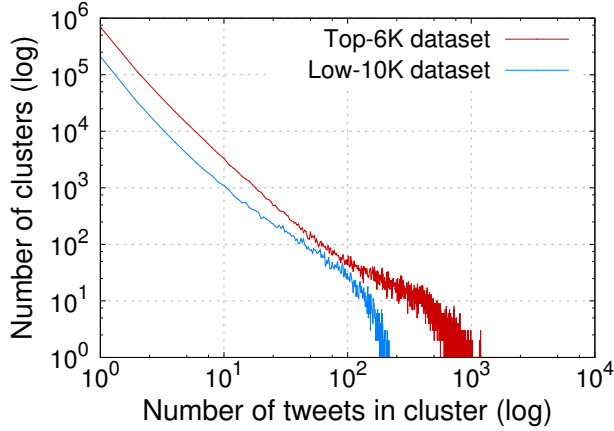 Top-6K dataset
Low-10K dataset
Number of clusters (log)
10^6
10^5
10^4
10^3
10^2
10^1
10^0
10^0 10^1 10^2 10^3 10^4
Number of tweets in cluster (log)